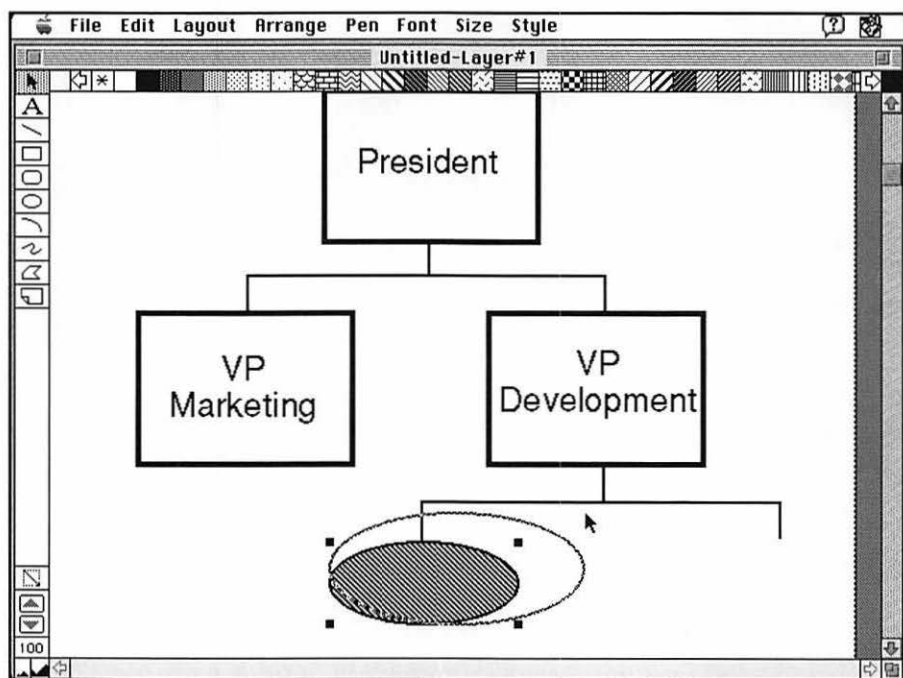 File Edit Layout Arrange Pen Font Size Style
Untitled-Layer#1
A
President
VP
Marketing
VP
Development
100